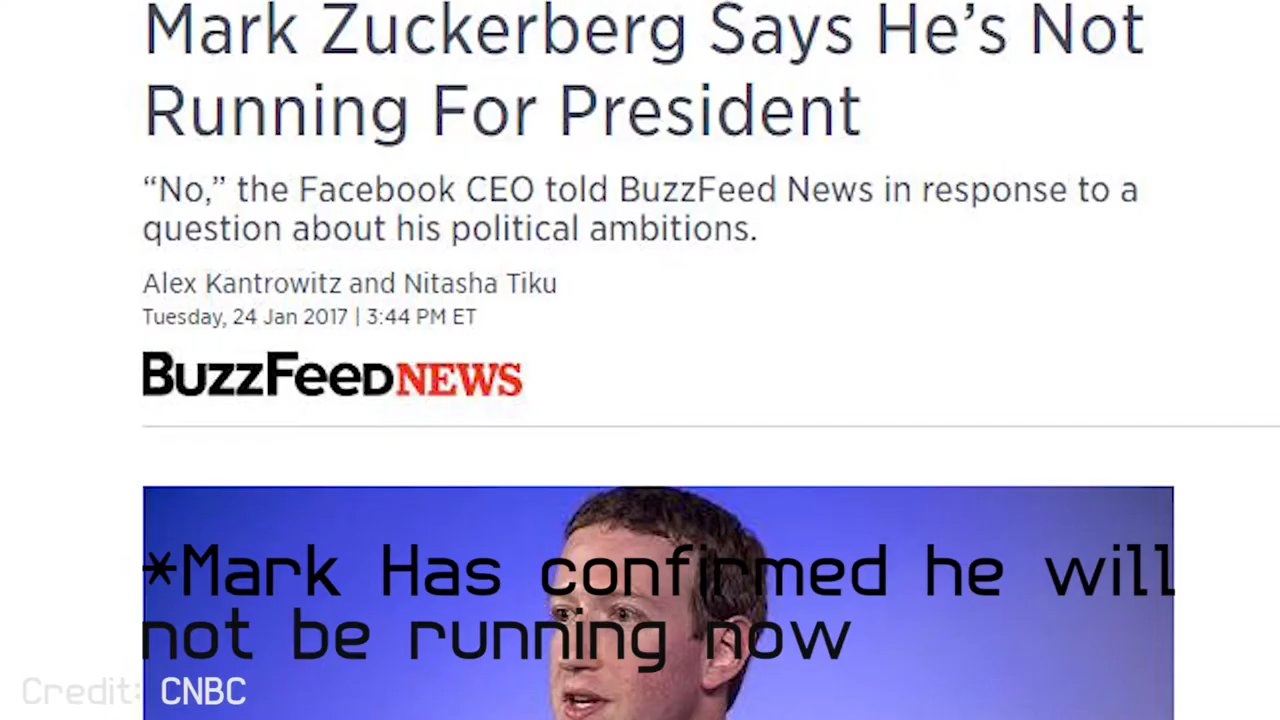 Mark Zuckerberg Says He’s Not
Running For President
“No,” the Facebook CEO told BuzzFeed News in response to a
question about his political ambitions.
Alex Kantrowitz and Nitasha Tiku
Tuesday, 24 Jan 2017 | 3:44 PM ET
BuzzFeedNEWS
*Mark Has confirmed he will
not be running now
Credit: CNBC